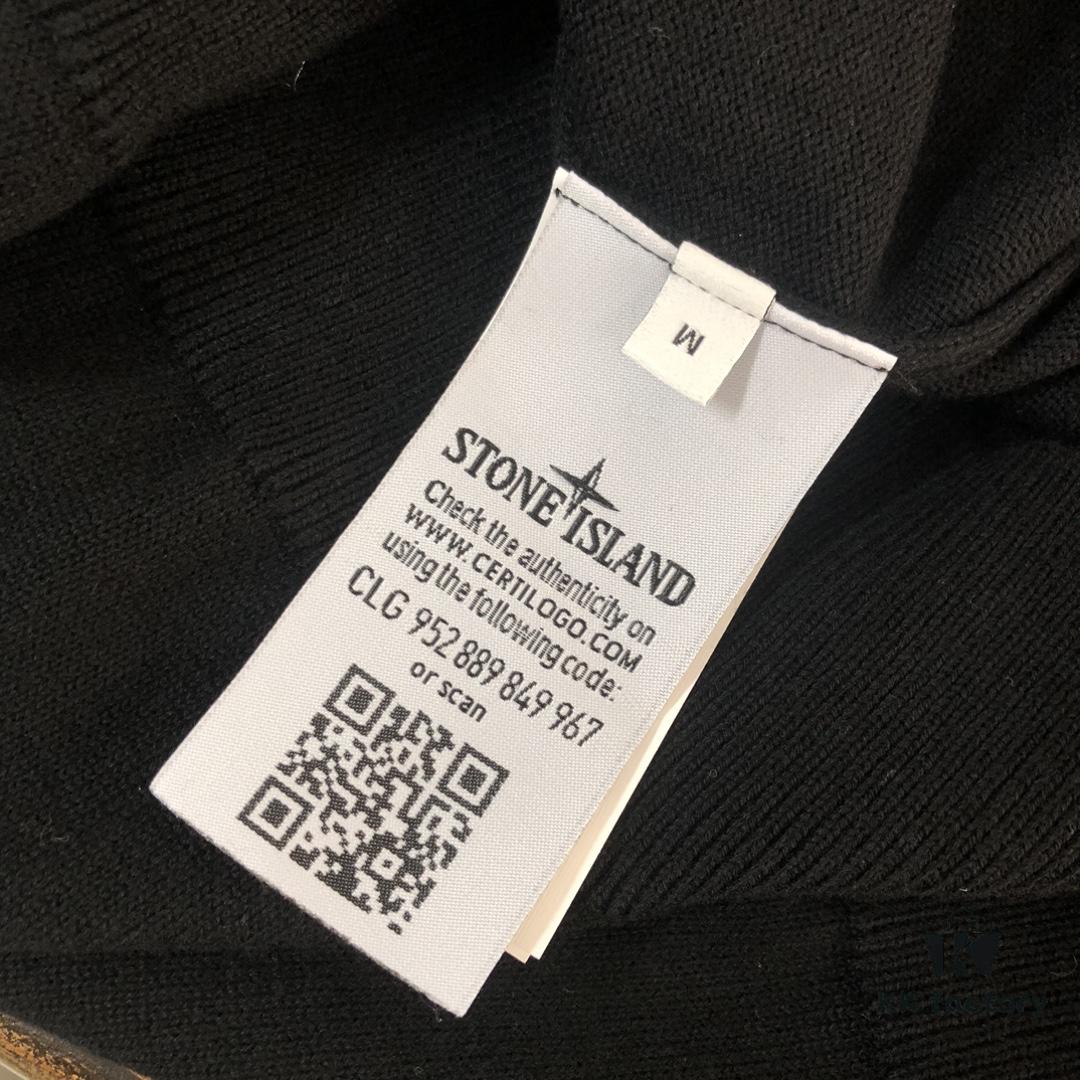 M
STONE ISLAND
Check the authenticity on
WWW.CERTILOGO.COM
using the following code:
CLG 952 889 849 967
or scan